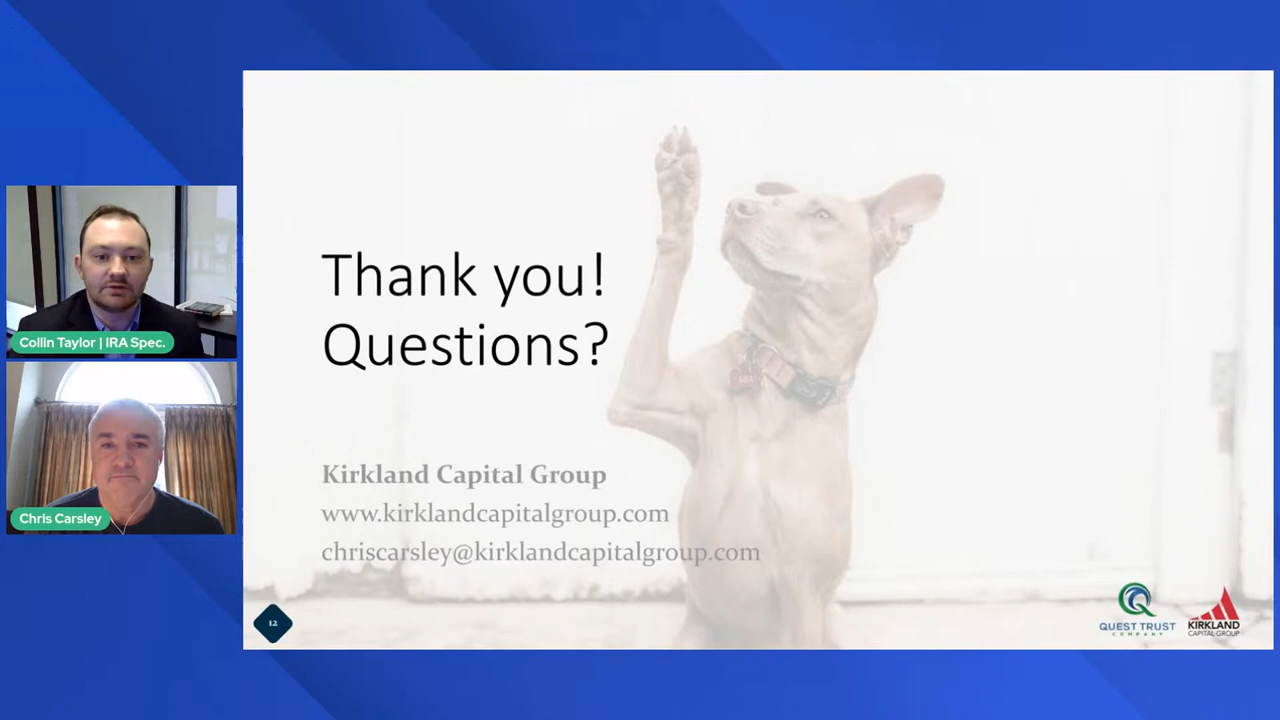 Thank you!
Questions?
Kirkland Capital Group
www.kirklandcapitalgroup.com
chriscarsley@kirklandcapitalgroup.com
Collin Taylor | IRA Spec.
Chris Carsley
12
QUEST TRUST
COMPANY
KIRKLAND
CAPITAL GROUP